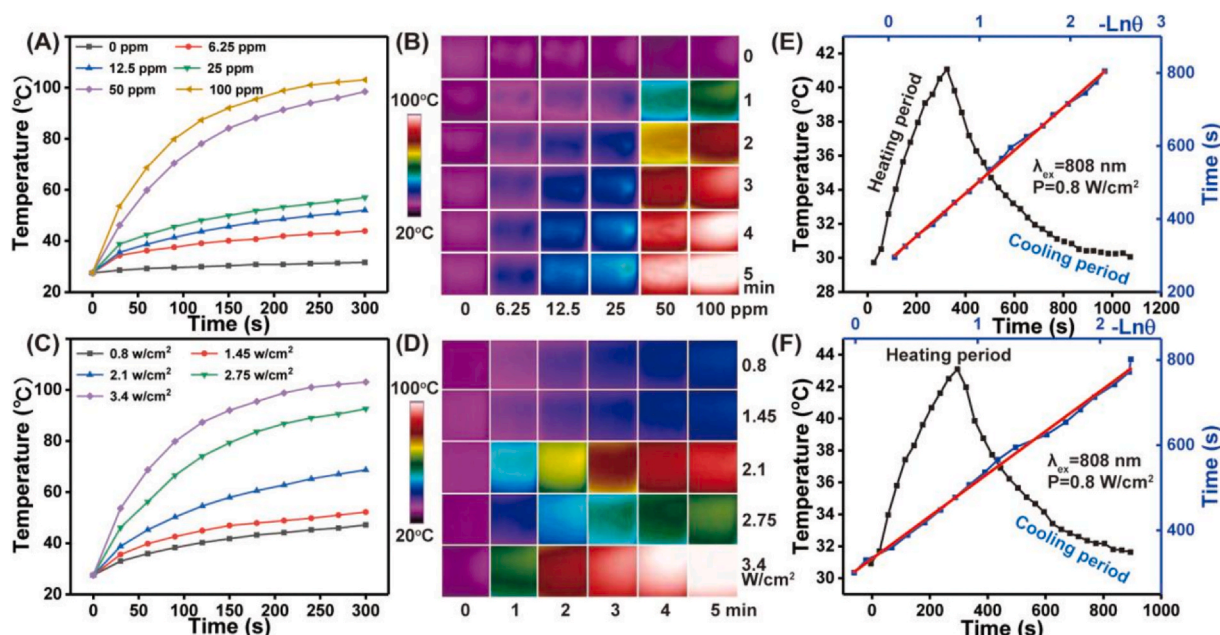 (A)
0 ppm 6.25 ppm
12.5 ppm 25 ppm
50 ppm 100 ppm
Temperature (°C)
100
80
60
40
20
0 50 100 150 200 250 300
Time (s)
(B)
100°C
20°C
0
1
2
3
4
5
min
0 6.25 12.5 25 50 100 ppm
(E)
0 1 2 -Lnθ 3
Temperature (°C)
42
40
38
36
34
32
30
28
Heating period
λex=808 nm
P=0.8 W/cm²
Cooling period
800
600
400
200
Time (s)
0 200 400 600 800 1000 1200
Time (s)
(C)
0.8 w/cm² 1.45 w/cm²
2.1 w/cm² 2.75 w/cm²
3.4 w/cm²
Temperature (°C)
120
100
80
60
40
20
0 50 100 150 200 250 300
Time (s)
(D)
100°C
20°C
0.8
1.45
2.1
2.75
3.4
W/cm²
0 1 2 3 4 5 min
(F)
0 1 2 -Lnθ
Temperature (°C)
44
42
40
38
36
34
32
30
Heating period
λex=808 nm
P=0.8 W/cm²
Cooling period
800
600
400
Time (s)
0 200 400 600 800 1000
Time (s)